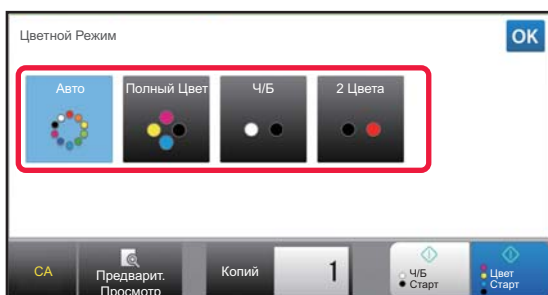 Цветной Режим
OK
Авто
Полный Цвет
Ч/Б
2 Цвета
CA
Предварит.
Просмотр
Копий
1
Ч/Б
Старт
Цвет
Старт